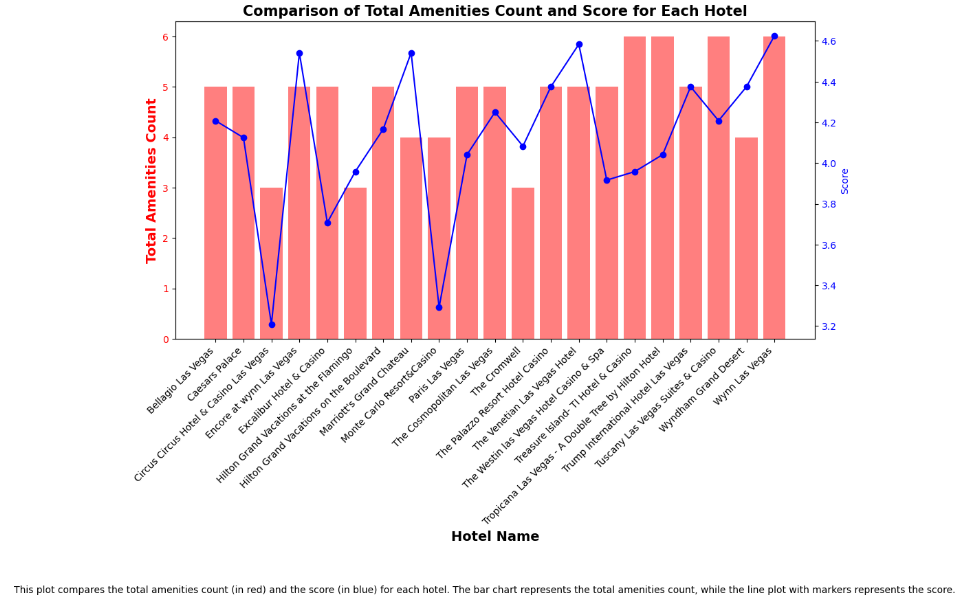 Comparison of Total Amenities Count and Score for Each Hotel
Total Amenities Count
6
5
4
3
2
1
0
4.6
4.4
4.2
4.0
3.8
3.6
3.4
3.2
Score
Bellagio Las Vegas
Caesars Palace
Circus Circus Hotel & Casino Las Vegas
Encore at wynn Las Vegas
Excalibur Hotel & Casino
Hilton Grand Vacations at the Flamingo
Hilton Grand Vacations on the Boulevard
Marriott's Grand Chateau
Monte Carlo Resort&Casino
Paris Las Vegas
The Cosmopolitan Las Vegas
The Cromwell
The Palazzo Resort Hotel Casino
The Venetian Las Vegas Hotel
The Westin las Vegas Hotel Casino & Spa
Treasure Island- TI Hotel & Casino
Tropicana Las Vegas - A Double Tree by Hilton Hotel
Trump International Hotel Las Vegas
Tuscany Las Vegas Suites & Casino
Wyndham Grand Desert
Wynn Las Vegas
Hotel Name
This plot compares the total amenities count (in red) and the score (in blue) for each hotel. The bar chart represents the total amenities count, while the line plot with markers represents the score.